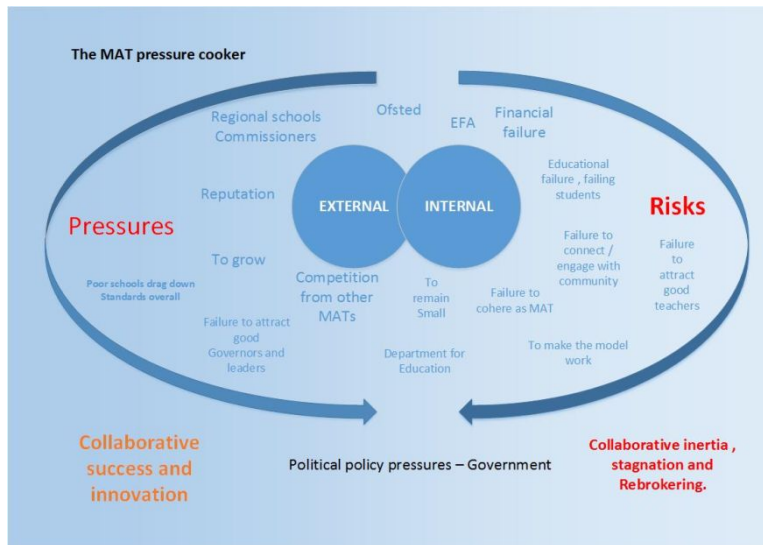 The MAT pressure cooker
Regional schools
Commissioners
Ofsted
EFA
Financial
failure
Educational
failure , failing
students
Reputation
EXTERNAL
INTERNAL
Pressures
Risks
To grow
Failure to
connect /
engage with
community
Failure
to
attract
good
teachers
Poor schools drag down
Standards overall
Competition
from other
MATs
To
remain
Small
Failure to
cohere as MAT
Failure to attract
good
Governors and
leaders
Department for
Education
To make the model
work
Collaborative
success and
innovation
Political policy pressures – Government
Collaborative inertia ,
stagnation and
Rebrokering.